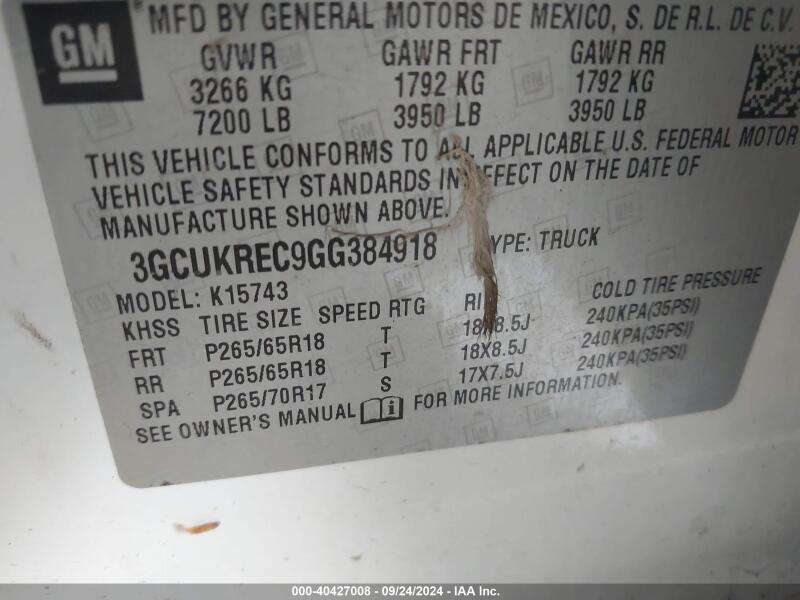 GM
MFD BY GENERAL MOTORS DE MEXICO, S. DE R.L. DE C.V.
GVWR GAWR FRT GAWR RR
3266 KG 1792 KG 1792 KG
7200 LB 3950 LB 3950 LB
THIS VEHICLE CONFORMS TO ALL APPLICABLE U.S. FEDERAL MOTOR
VEHICLE SAFETY STANDARDS IN EFFECT ON THE DATE OF
MANUFACTURE SHOWN ABOVE.
3GCUKREC9GG384918 TYPE: TRUCK
MODEL: K15743
KHSS TIRE SIZE SPEED RTG COLD TIRE PRESSURE
FRT P265/65R18 T 18X8.5J 240KPA(35PSI)
RR P265/65R18 T 18X8.5J 240KPA(35PSI)
SPA P265/70R17 S 17X7.5J 240KPA(35PSI)
SEE OWNER'S MANUAL FOR MORE INFORMATION.
000-40427008 - 09/24/2024 - IAA Inc.